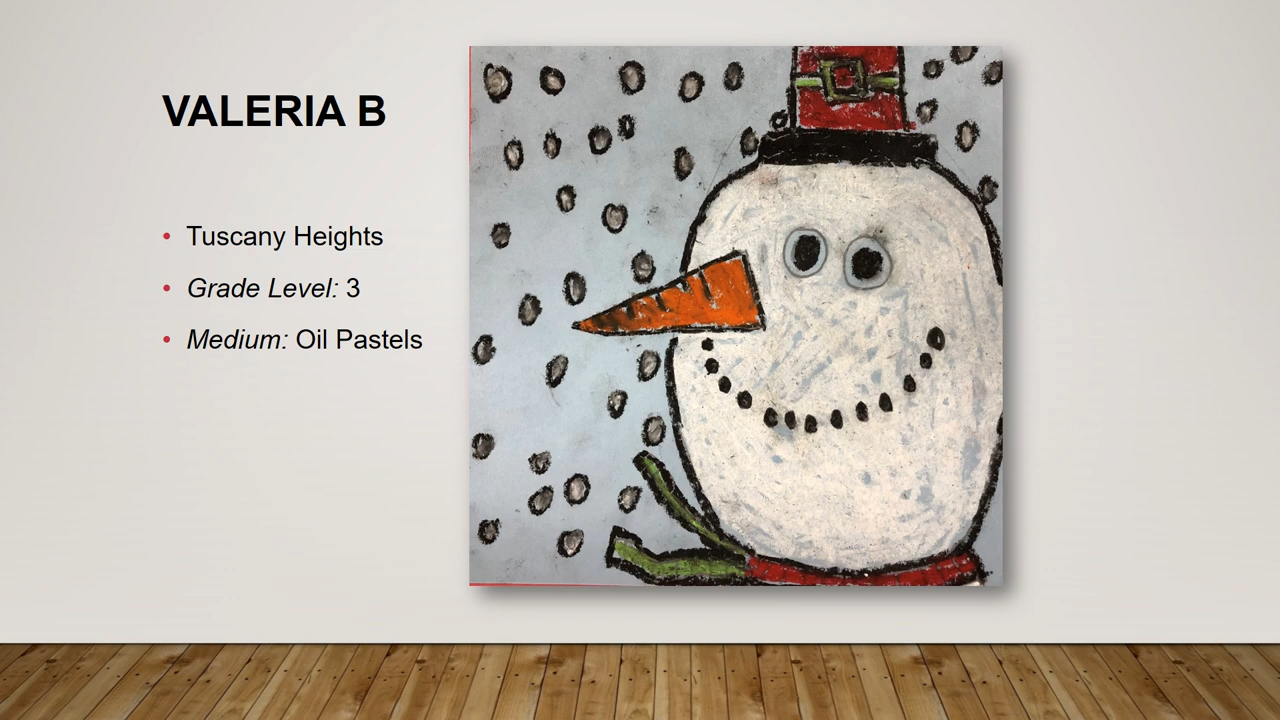 VALERIA B
• Tuscany Heights
• Grade Level: 3
• Medium: Oil Pastels